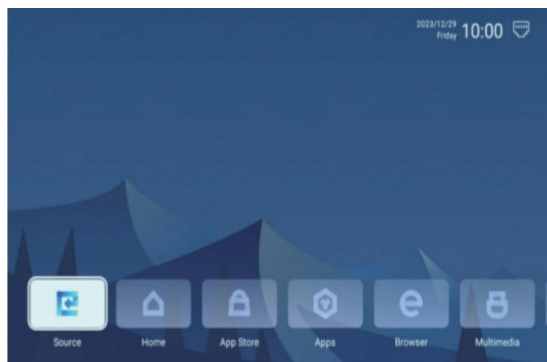 2023/12/29
Friday
10:00
Source
Home
App Store
Apps
Browser
Multimedia